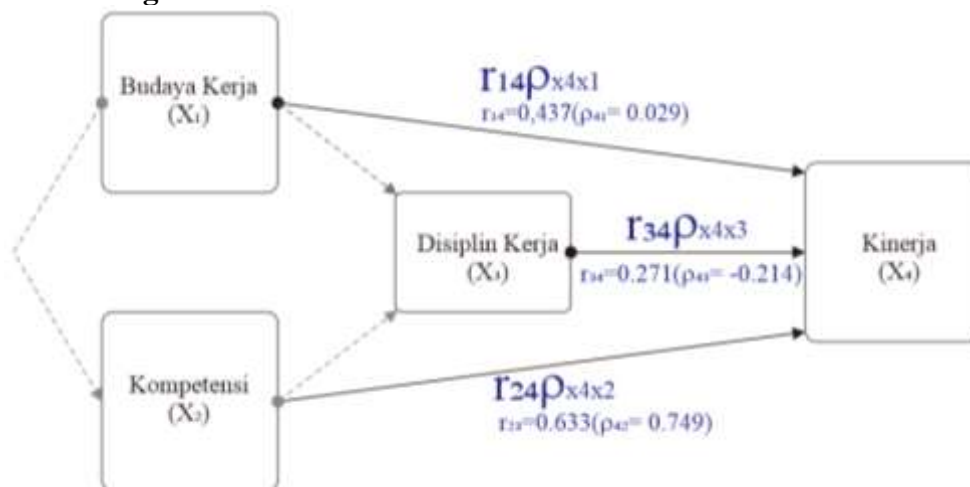 Budaya Kerja
(X₁)
r₁₄ρx4x1
r₁₄=0,437(ρ₄₁= 0.029)
Disiplin Kerja
(X₃)
r₃₄ρx4x3
r₃₄=0.271(ρ₄₃= -0.214)
Kinerja
(X₄)
Kompetensi
(X₂)
r₂₄ρx4x2
r₂₄=0.633(ρ₄₂= 0.749)